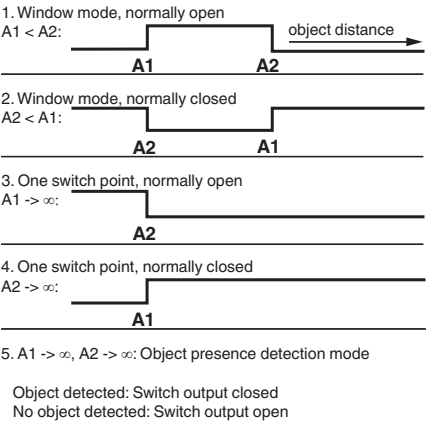 1. Window mode, normally open
A1 < A2:
object distance
A1 A2
2. Window mode, normally closed
A2 < A1:
A2 A1
3. One switch point, normally open
A1 -> ∞:
A2
4. One switch point, normally closed
A2 -> ∞:
A1
5. A1 -> ∞, A2 -> ∞: Object presence detection mode
Object detected: Switch output closed
No object detected: Switch output open